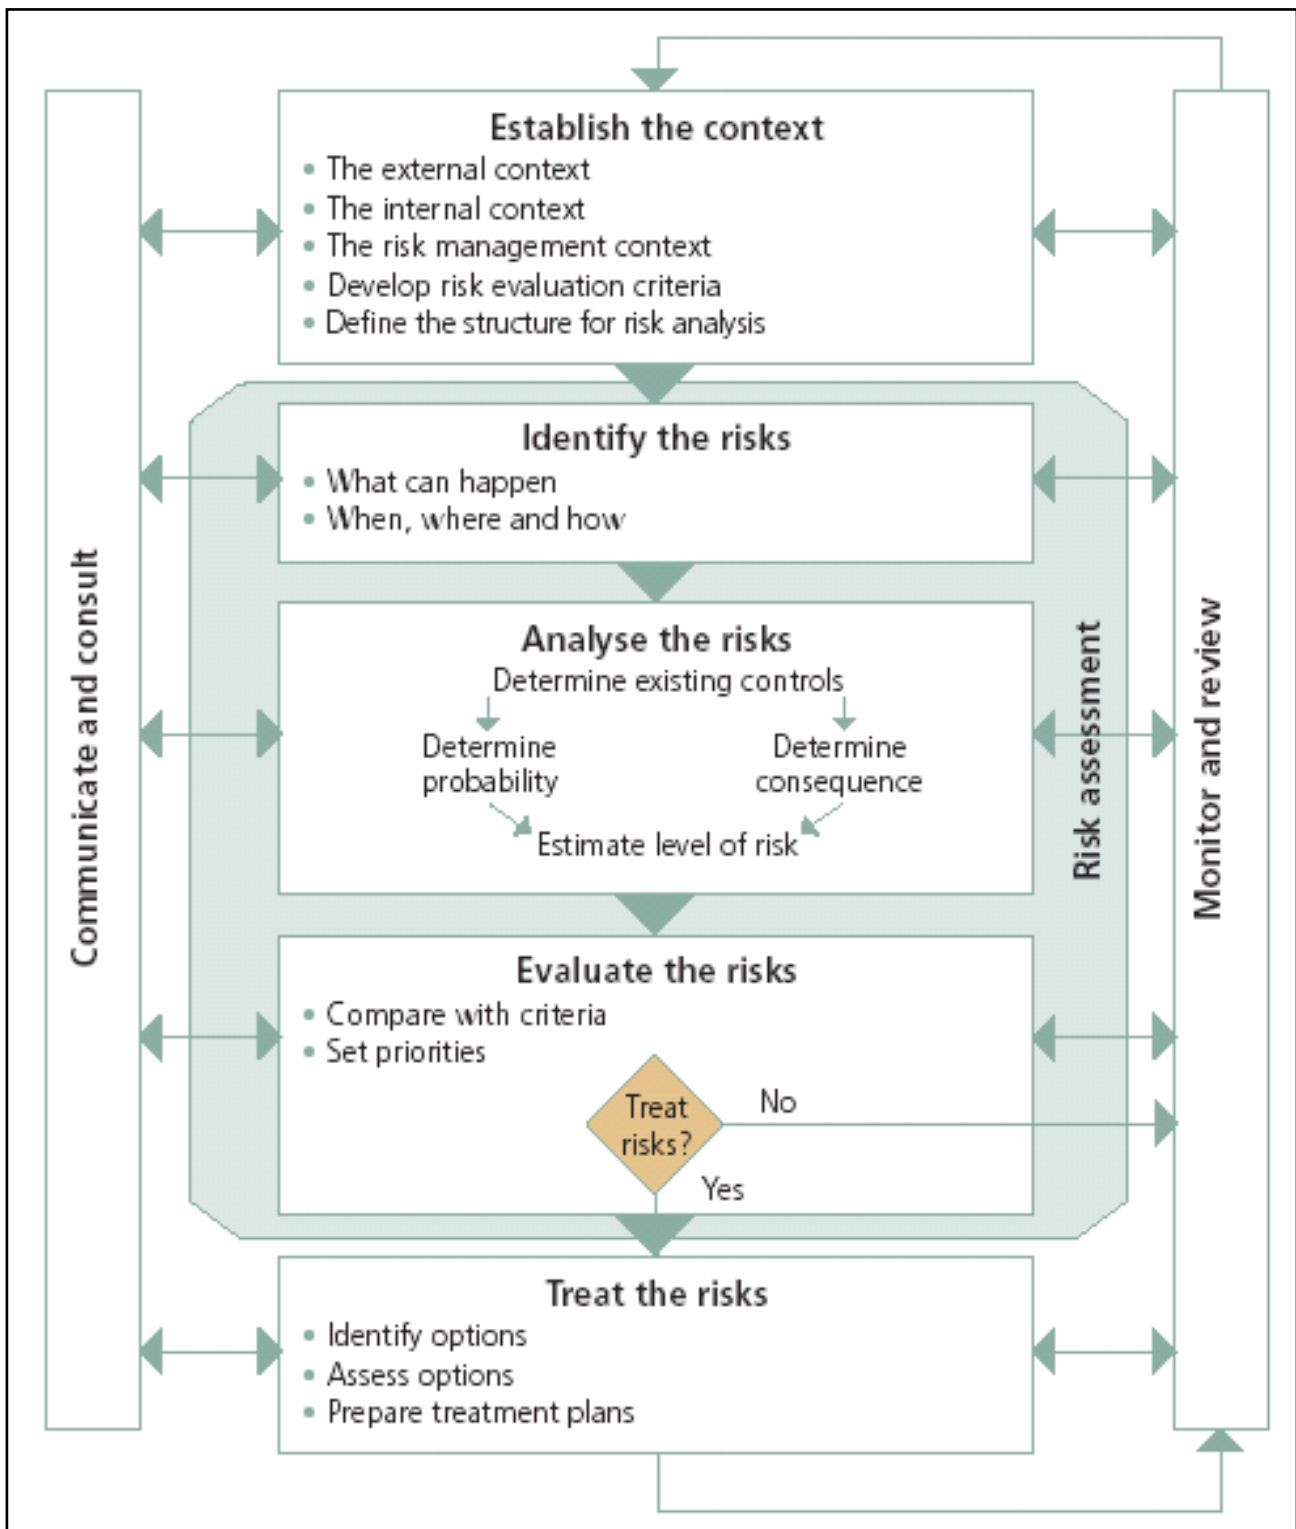 Establish the context
• The external context
• The internal context
• The risk management context
• Develop risk evaluation criteria
• Define the structure for risk analysis
Identify the risks
• What can happen
• When, where and how
Analyse the risks
Determine existing controls
Determine
probability
Determine
consequence
Estimate level of risk
Evaluate the risks
• Compare with criteria
• Set priorities
Treat
risks?
No
Yes
Treat the risks
• Identify options
• Assess options
• Prepare treatment plans
Communicate and consult
Risk assessment
Monitor and review